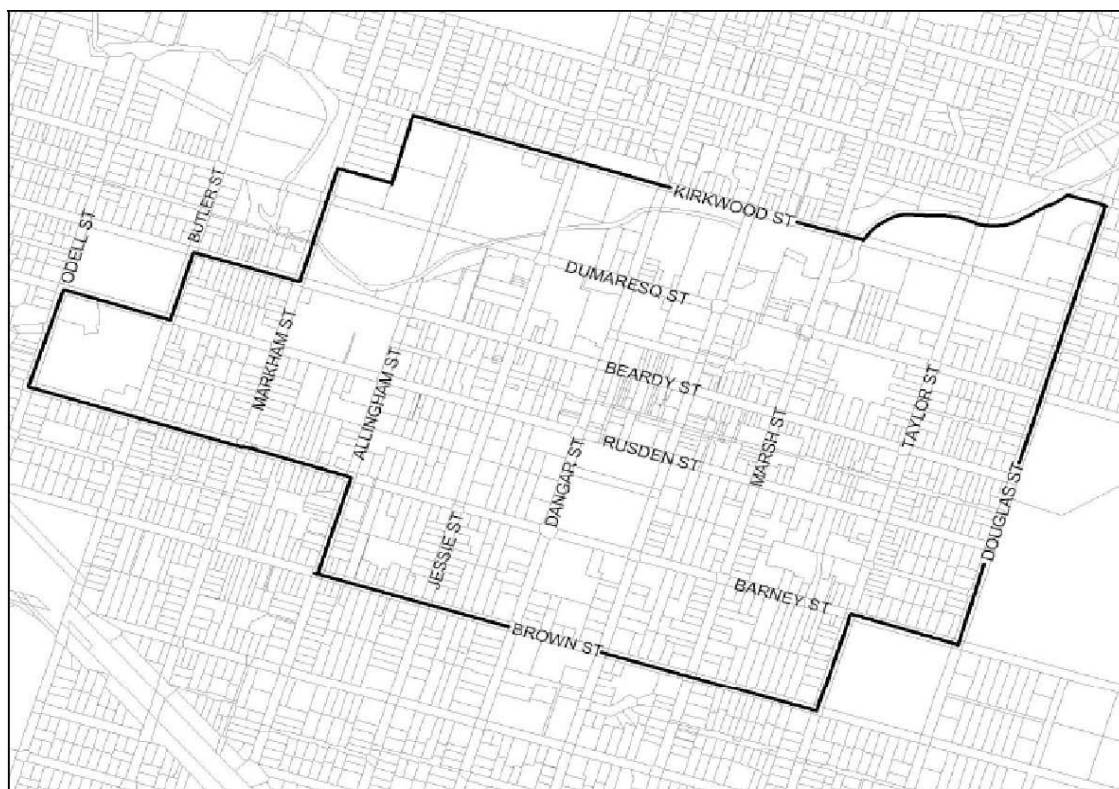 KIRKWOOD ST
BUTLER ST
ODELL ST
DUMARESQ ST
MARKHAM ST
ALLINGHAM ST
BEARDY ST
TAYLOR ST
RUSDEN ST
MARSH ST
DANGAR ST
DOUGLAS ST
JESSIE ST
BARNEY ST
BROWN ST